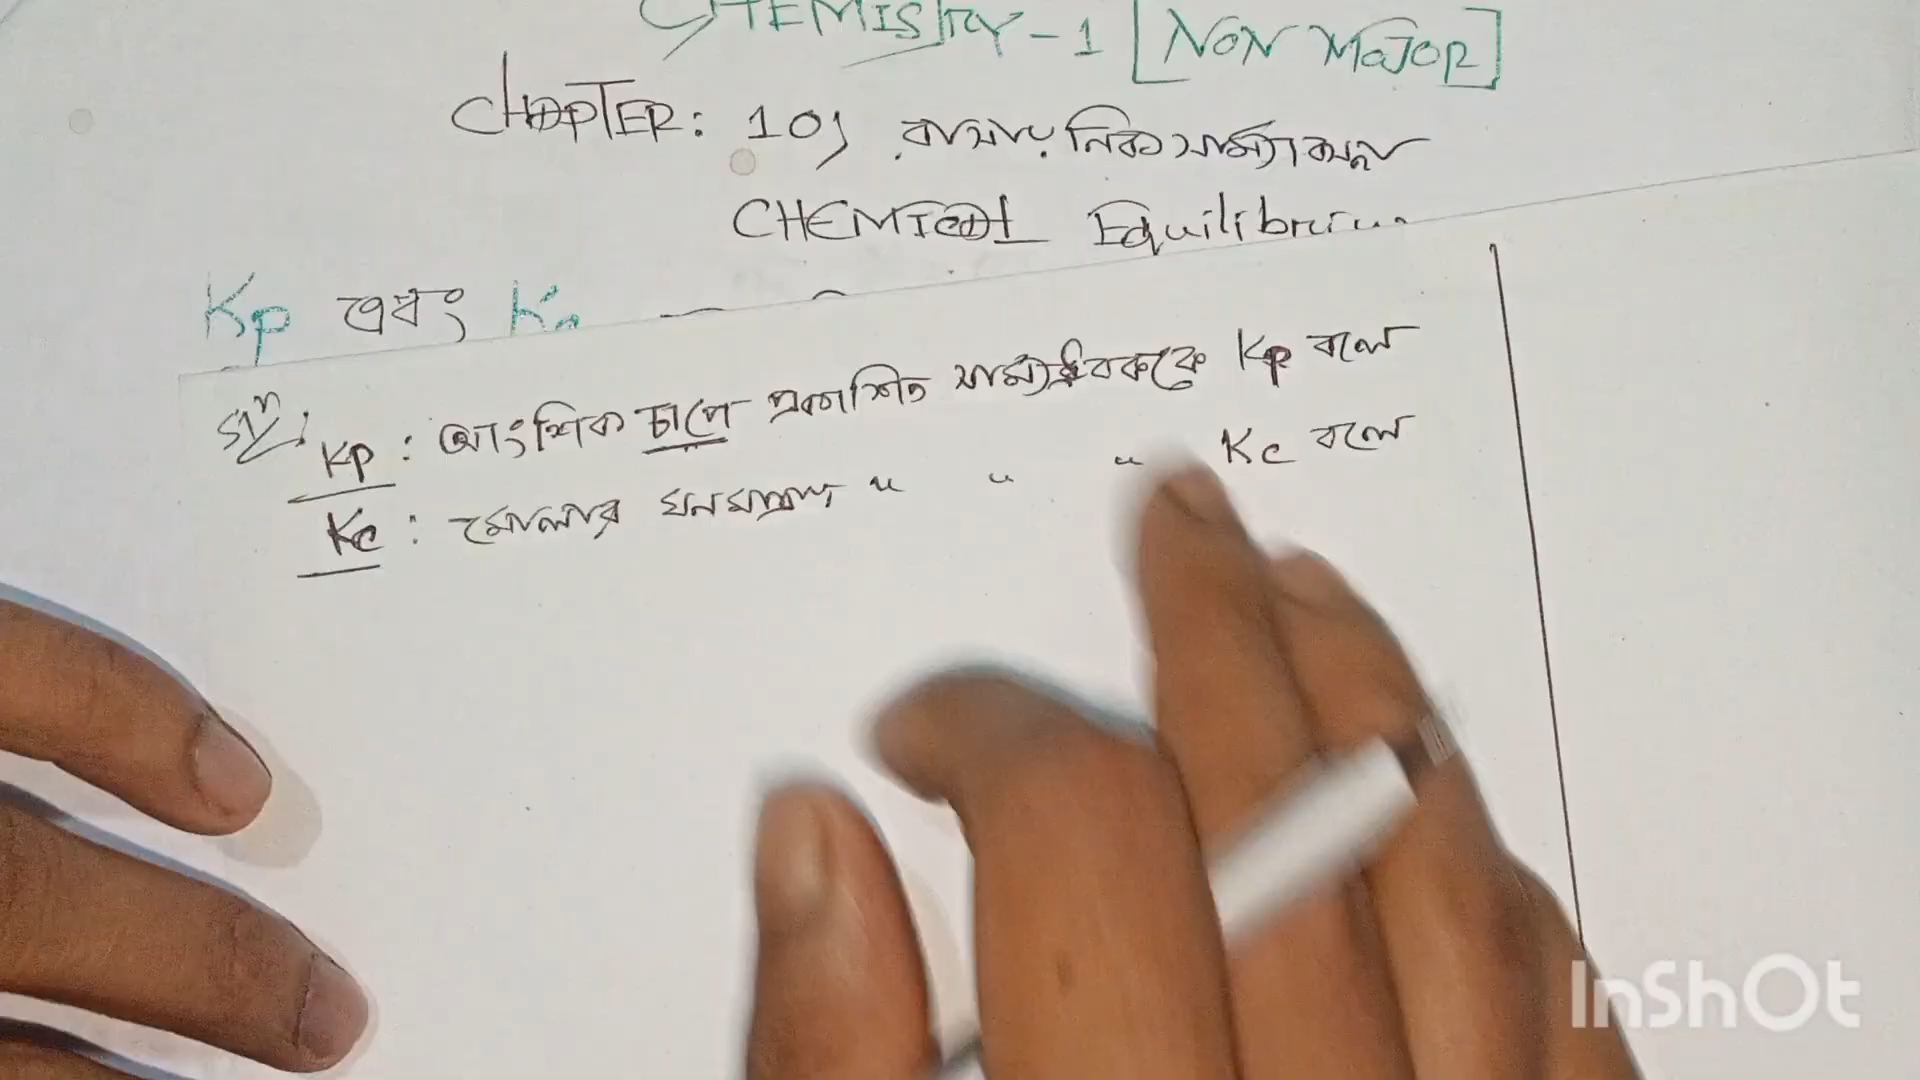 CHEMISTRY-1 [NON MAJOR]
CHAPTER: 10, রাসায়নিক সাম্যাবস্থা
CHEMICAL Equilibrium
Kp এবং Kc
Kp : আংশিক চাপে প্রকাশিত সাম্যধ্রুবককে Kp বলে
Kc : মোলার ঘনমাত্রায় " " " Kc বলে
InShOt